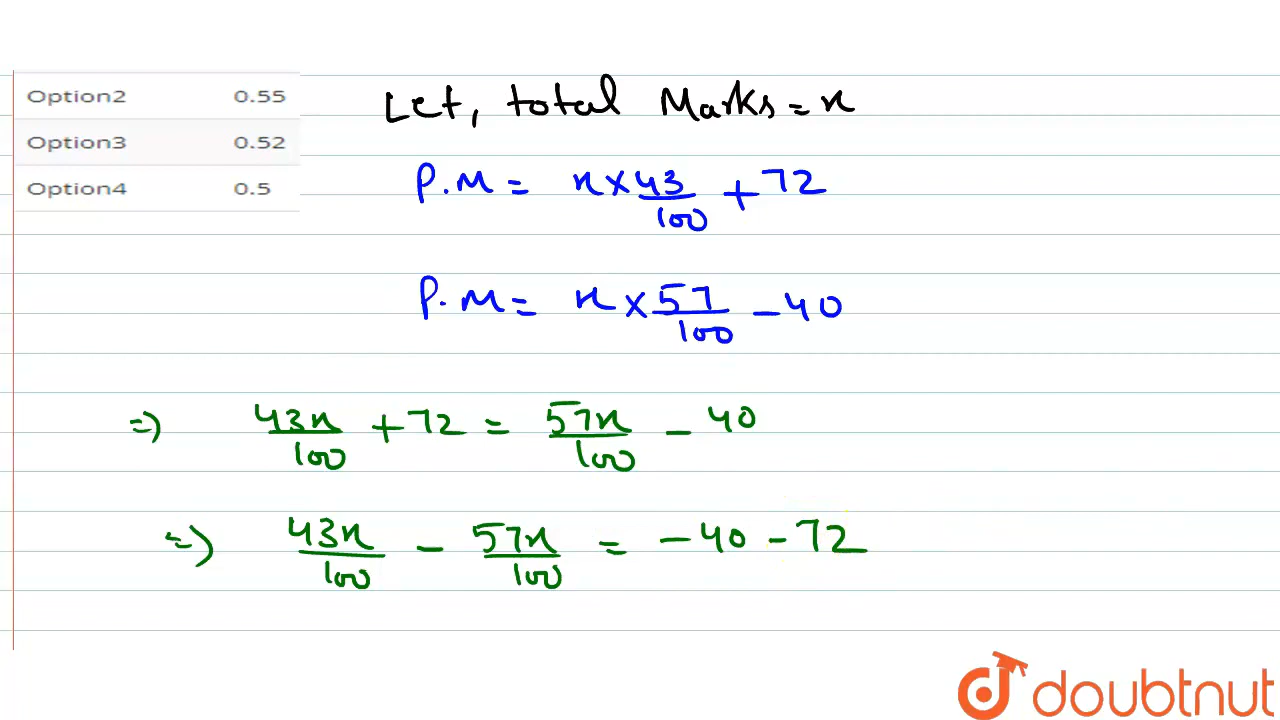 Option2 0.55
Option3 0.52
Option4 0.5
Let, total Marks = x
P.M = x × 43/100 + 72
P.M = x × 57/100 - 40
=) 43x/100 + 72 = 57x/100 - 40
=) 43x/100 - 57x/100 = -40 - 72
doubtnut